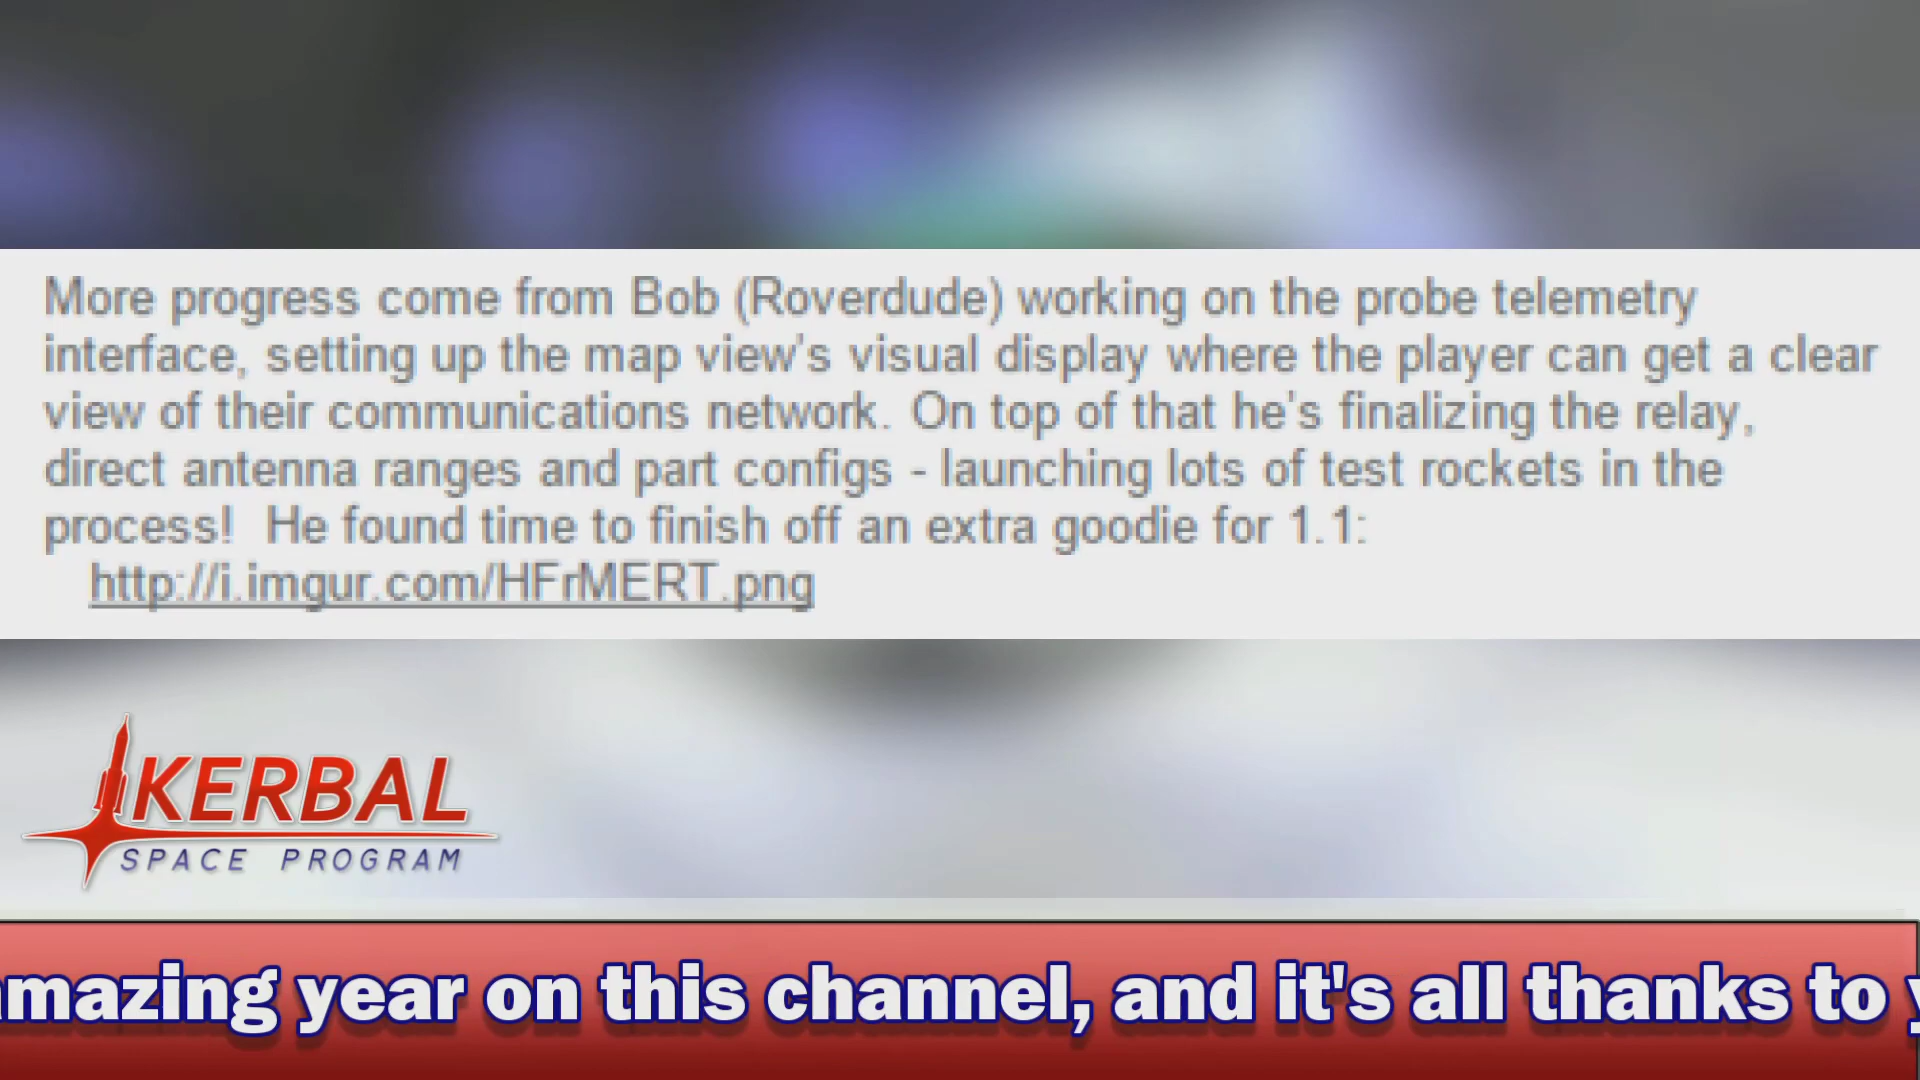 More progress come from Bob (Roverdude) working on the probe telemetry
interface, setting up the map view's visual display where the player can get a clear
view of their communications network. On top of that he's finalizing the relay,
direct antenna ranges and part configs - launching lots of test rockets in the
process! He found time to finish off an extra goodie for 1.1:
http://i.imgur.com/HFrMERT.png
KERBAL
SPACE PROGRAM
amazing year on this channel, and it's all thanks to